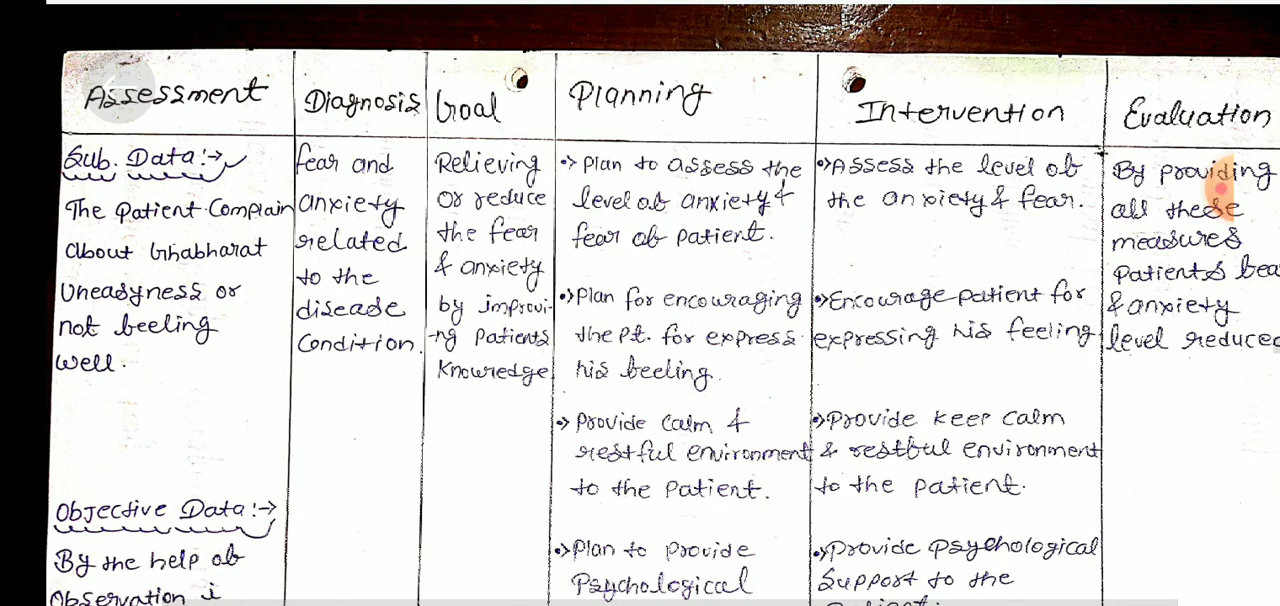 Assessment
Sub. Data:->
The Patient Complain
about Ghabharat
Uneasyness or
not feeling
well.
Objective Data:->
By the help of
Observation i
Diagnosis
fear and
anxiety
related
to the
disease
Condition.
Goal
Relieving
or reduce
the fear
& anxiety
by improvi-
-ng Patients
Knowledge
Planning
-> Plan to assess the
level of anxiety &
fear of patient.
-> Plan for encouraging
the Pt. for express
his feeling.
-> Provide calm &
restful environment
to the patient.
-> Plan to provide
Psychological
Intervention
-> Assess the level of
the anxiety & fear.
-> Encourage patient for
expressing his feeling
-> Provide keep calm
& restful environment
to the patient.
-> Provide psychological
Support to the
Evaluation
By providing
all these
measures
Patients fea
& anxiety
level reduced